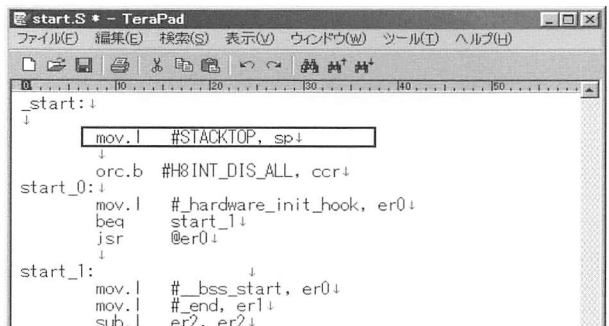 start.S * - TeraPad
ファイル(F) 編集(E) 検索(S) 表示(V) ウィンドウ(W) ツール(T) ヘルプ(H)
0 10 20 30 40 50
_start:↓
↓
mov.l #STACKTOP, sp↓
↓
orc.b #H8INT_DIS_ALL, ccr↓
start_0:↓
mov.l #_hardware_init_hook, er0↓
beq start_1↓
jsr @er0↓
↓
start_1: ↓
mov.l #__bss_start, er0↓
mov.l #_end, er1↓
sub.l er2, er2↓